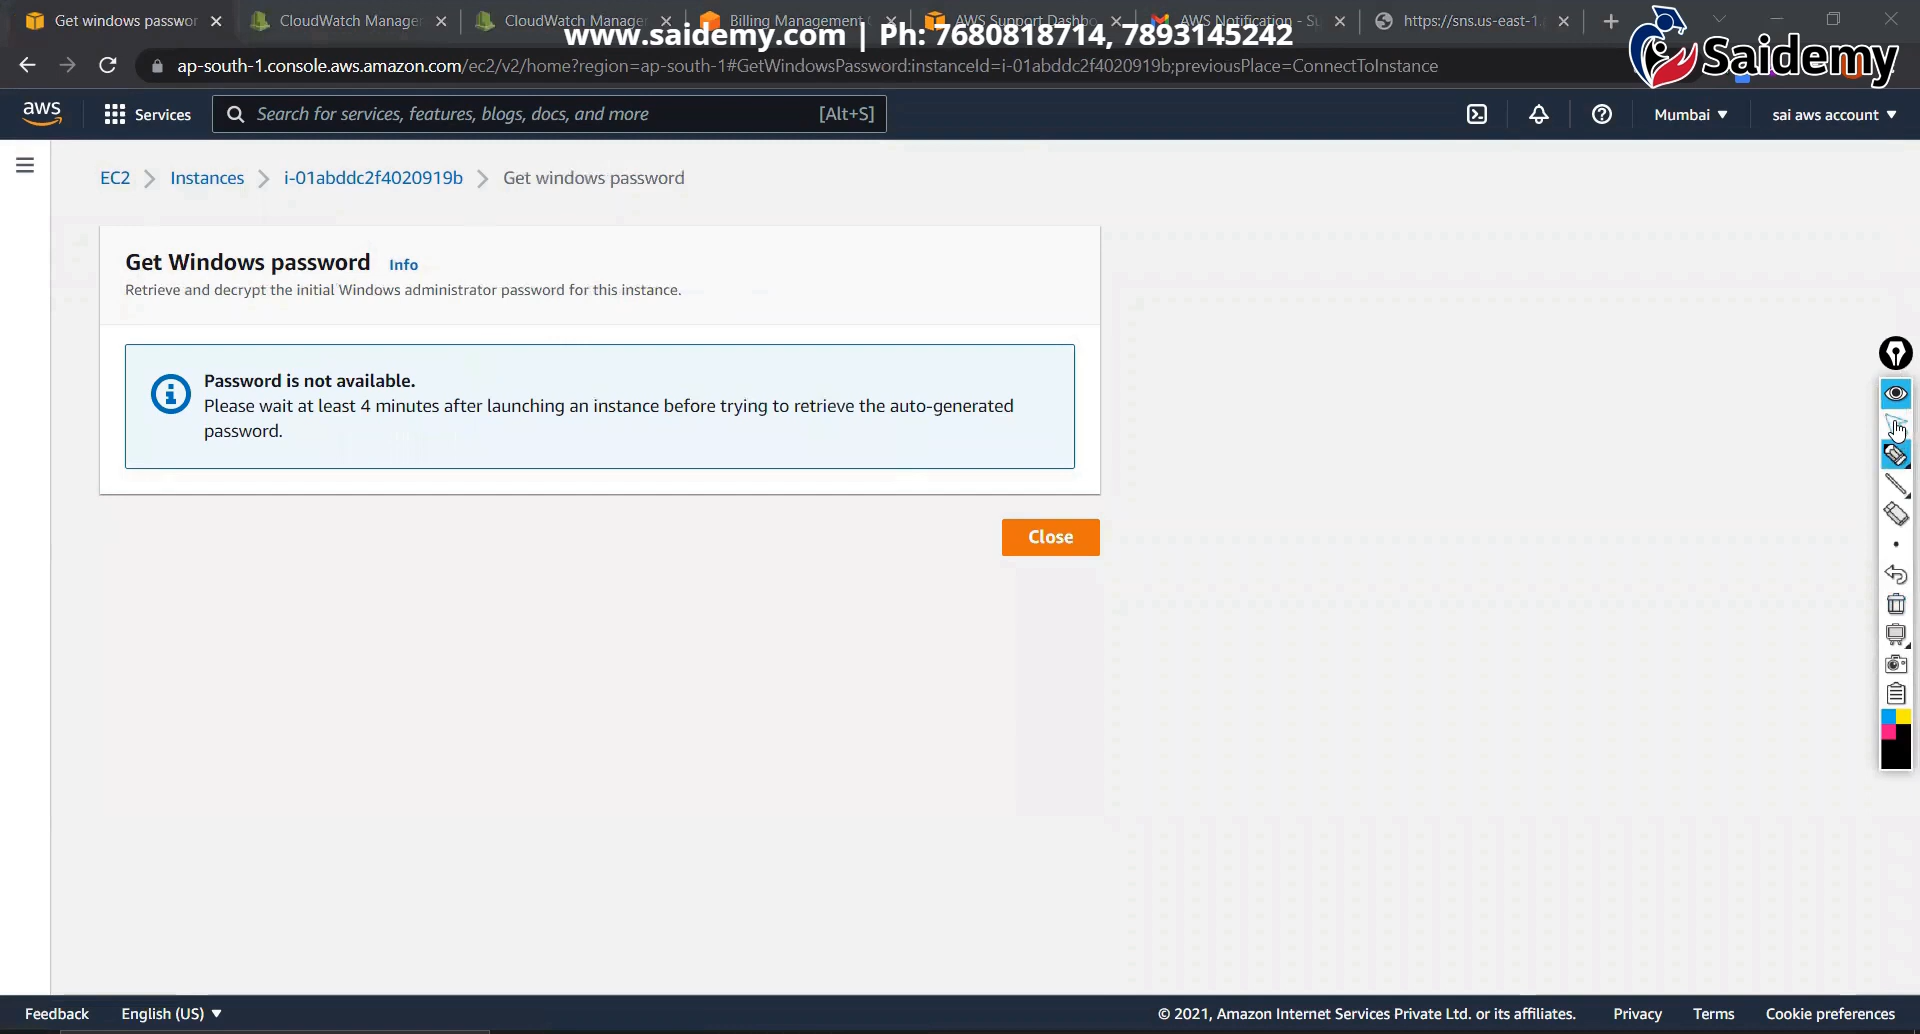 Get windows passwor
CloudWatch Manage
CloudWatch Manage
Billing Management
AWS Support Dashbo
AWS Notification - Su
https://sns.us-east-1.
www.saidemy.com | Ph: 7680818714, 7893145242
Saidemy
ap-south-1.console.aws.amazon.com/ec2/v2/home?region=ap-south-1#GetWindowsPassword:instanceId=i-01abddc2f4020919b;previousPlace=ConnectToInstance
aws
Services
Search for services, features, blogs, docs, and more
[Alt+S]
Mumbai
sai aws account
EC2
Instances
i-01abddc2f4020919b
Get windows password
Get Windows password
Info
Retrieve and decrypt the initial Windows administrator password for this instance.
Password is not available.
Please wait at least 4 minutes after launching an instance before trying to retrieve the auto-generated
password.
Close
Feedback
English (US)
© 2021, Amazon Internet Services Private Ltd. or its affiliates.
Privacy
Terms
Cookie preferences